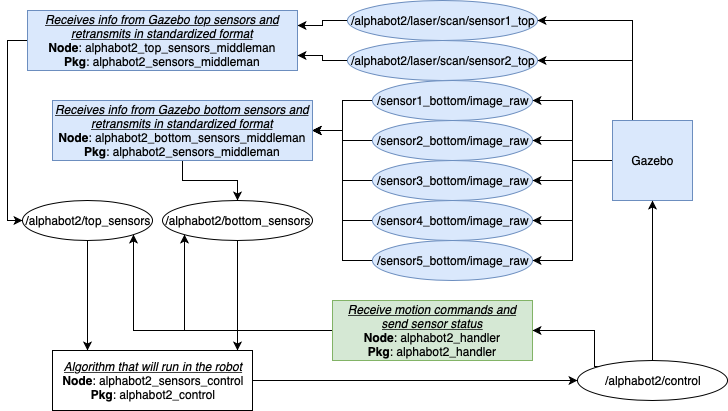 Receives info from Gazebo top sensors and
retransmits in standardized format
Node: alphabot2_top_sensors_middleman
Pkg: alphabot2_sensors_middleman
/alphabot2/laser/scan/sensor1_top
/alphabot2/laser/scan/sensor2_top
Receives info from Gazebo bottom sensors and
retransmits in standardized format
Node: alphabot2_bottom_sensors_middleman
Pkg: alphabot2_sensors_middleman
/sensor1_bottom/image_raw
/sensor2_bottom/image_raw
/sensor3_bottom/image_raw
/sensor4_bottom/image_raw
/sensor5_bottom/image_raw
Gazebo
/alphabot2/top_sensors
/alphabot2/bottom_sensors
Receive motion commands and
send sensor status
Node: alphabot2_handler
Pkg: alphabot2_handler
Algorithm that will run in the robot
Node: alphabot2_sensors_control
Pkg: alphabot2_control
/alphabot2/control